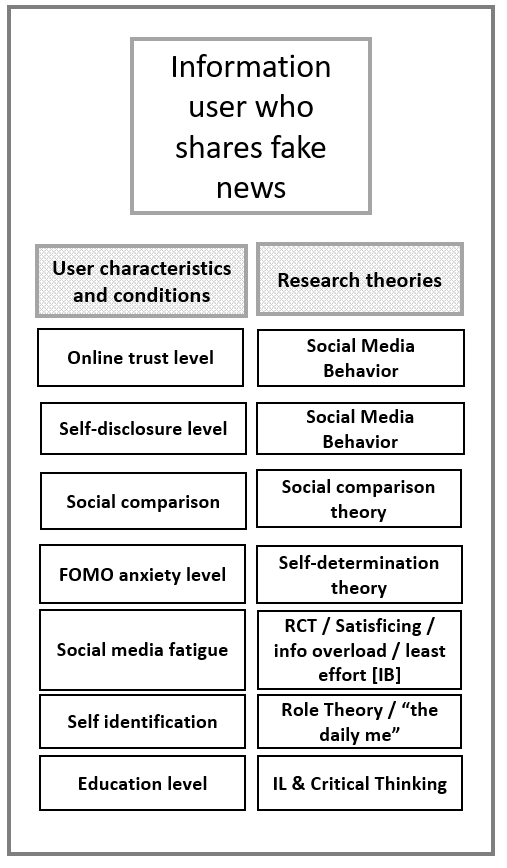 Information
user who
shares fake
news
User characteristics
and conditions
Research theories
Online trust level
Social Media
Behavior
Self-disclosure level
Social Media
Behavior
Social comparison
Social comparison
theory
FOMO anxiety level
Self-determination
theory
Social media fatigue
RCT / Satisficing /
info overload / least
effort [IB]
Self identification
Role Theory / “the
daily me”
Education level
IL & Critical Thinking